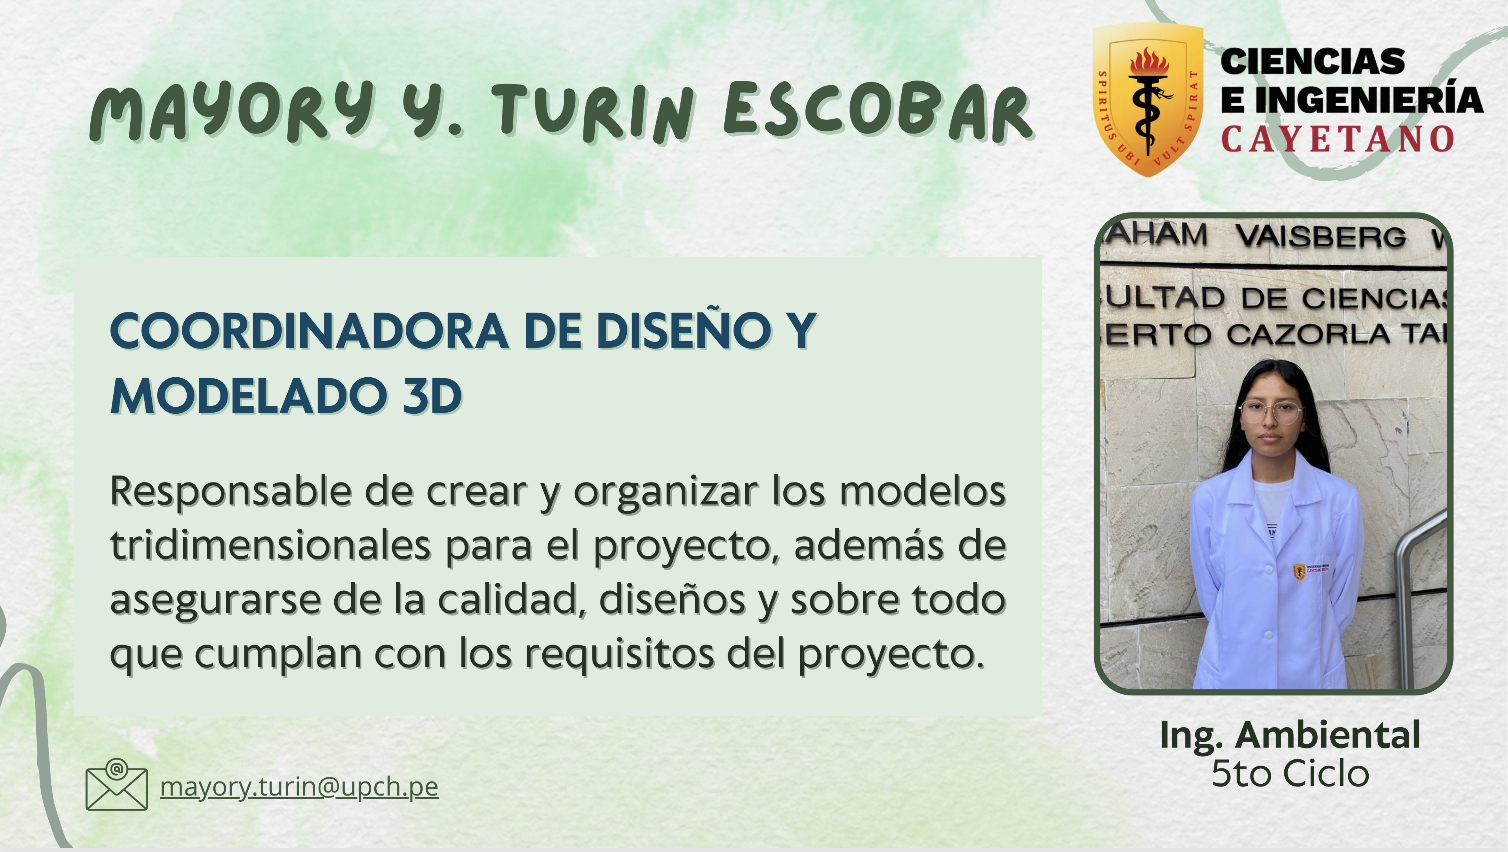 MAYORY Y. TURIN ESCOBAR
CIENCIAS
E INGENIERÍA
CAYETANO
SPIRITUS UBI VULT SPIRAT
COORDINADORA DE DISEÑO Y
MODELADO 3D
Responsable de crear y organizar los modelos
tridimensionales para el proyecto, además de
asegurarse de la calidad, diseños y sobre todo
que cumplan con los requisitos del proyecto.
mayory.turin@upch.pe
AHAM VAISBERG W
ULTAD DE CIENCIAS
ERTO CAZORLA TA
Ing. Ambiental
5to Ciclo